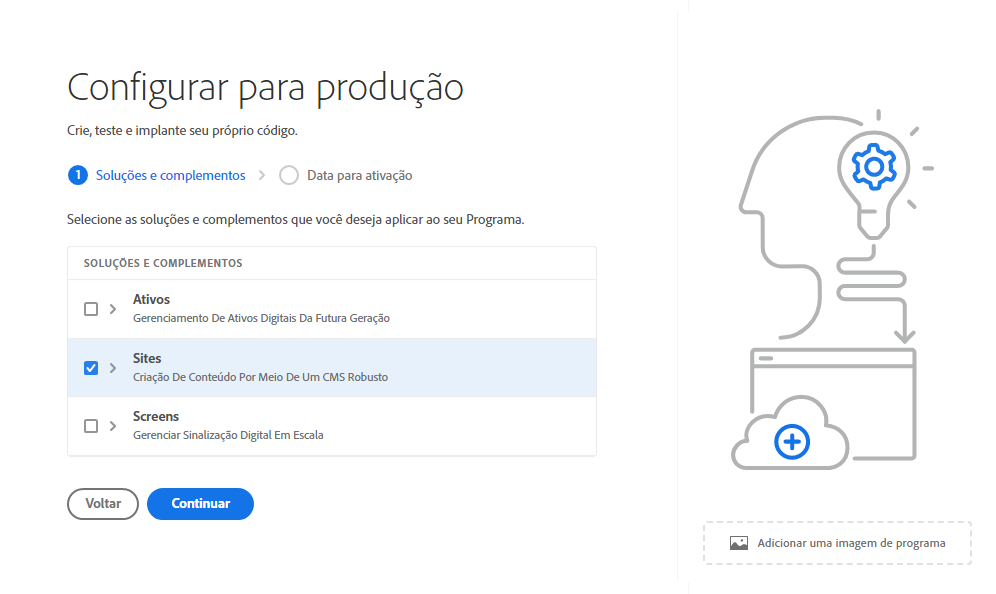 Configurar para produção
Crie, teste e implante seu próprio código.
1 Soluções e complementos Data para ativação
Selecione as soluções e complementos que você deseja aplicar ao seu Programa.
SOLUÇÕES E COMPLEMENTOS
Ativos
Gerenciamento De Ativos Digitais Da Futura Geração
Sites
Criação De Conteúdo Por Meio De Um CMS Robusto
Screens
Gerenciar Sinalização Digital Em Escala
Voltar Continuar
Adicionar uma imagem de programa